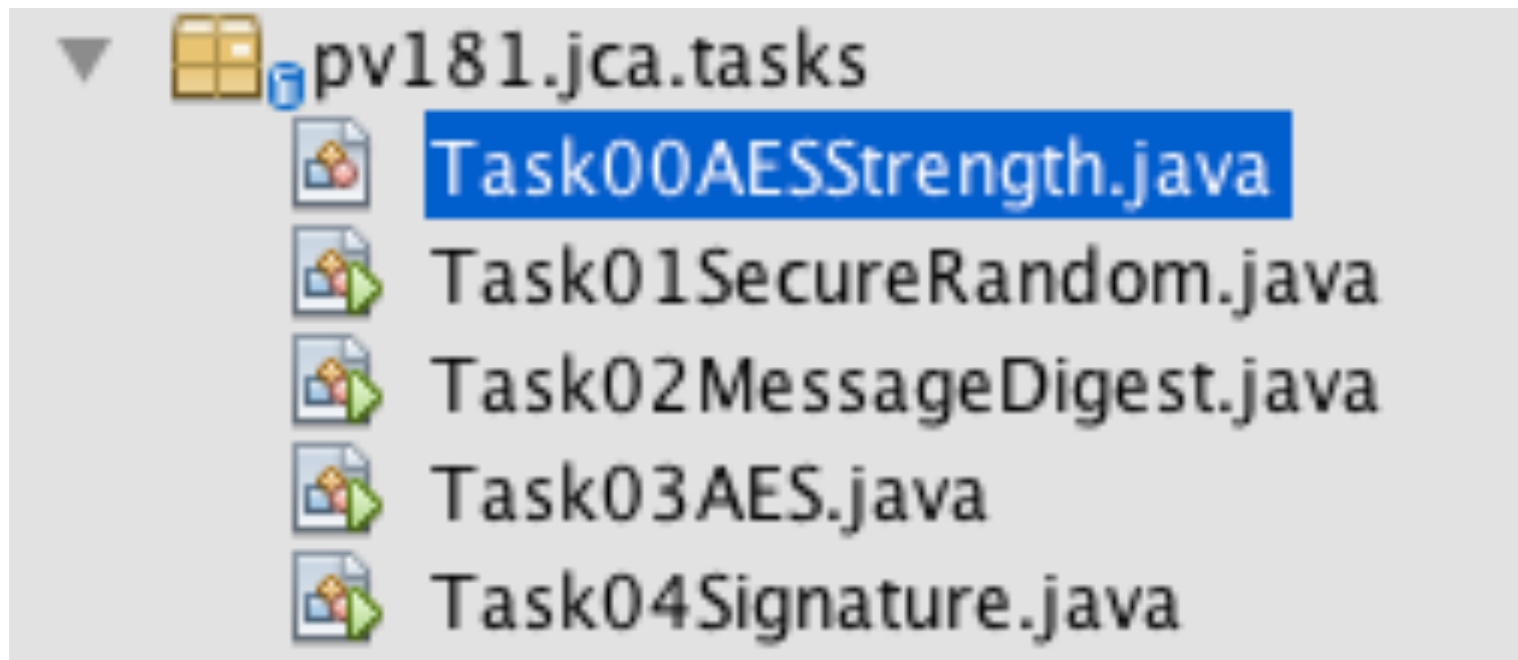 pv181.jca.tasks
Task00AESStrength.java
Task01SecureRandom.java
Task02MessageDigest.java
Task03AES.java
Task04Signature.java